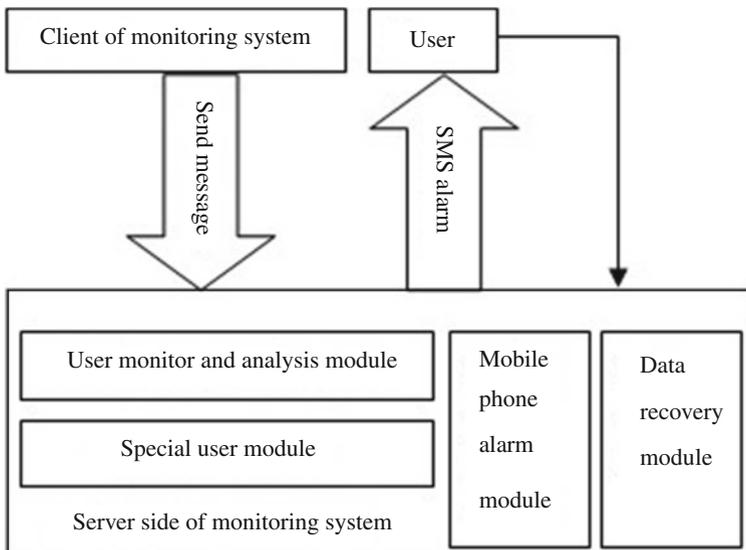 Client of monitoring system
User
Send message
SMS alarm
User monitor and analysis module
Special user module
Server side of monitoring system
Mobile
phone
alarm
module
Data
recovery
module